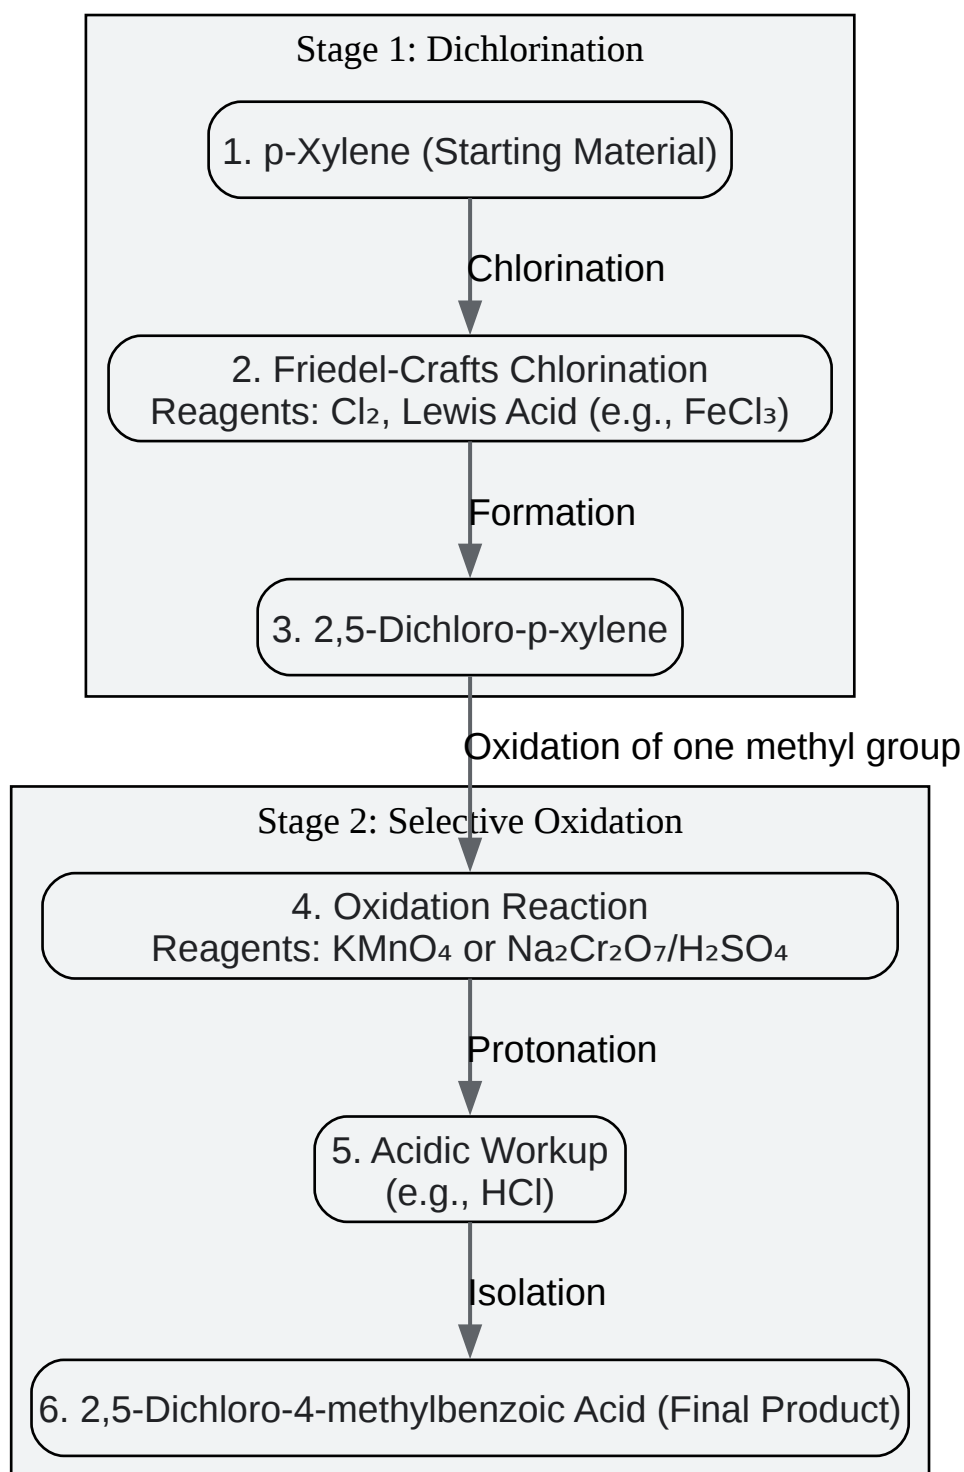 Stage 1: Dichlorination
1. p-Xylene (Starting Material)
Chlorination
2. Friedel-Crafts Chlorination
Reagents: Cl₂, Lewis Acid (e.g., FeCl₃)
Formation
3. 2,5-Dichloro-p-xylene
Oxidation of one methyl group
Stage 2: Selective Oxidation
4. Oxidation Reaction
Reagents: KMnO₄ or Na₂Cr₂O₇/H₂SO₄
Protonation
5. Acidic Workup
(e.g., HCl)
Isolation
6. 2,5-Dichloro-4-methylbenzoic Acid (Final Product)